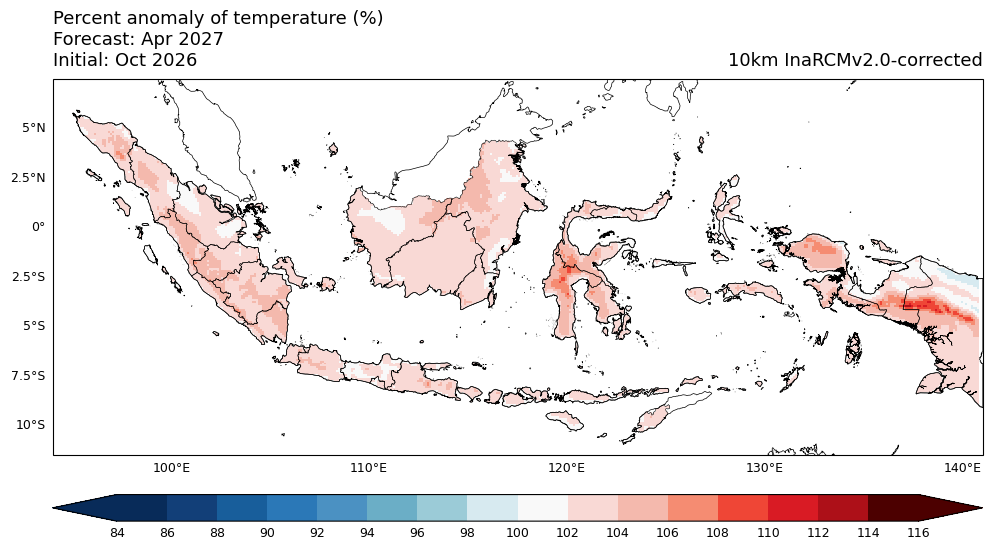 Percent anomaly of temperature (%)
Forecast: Apr 2027
Initial: Oct 2026
10km InaRCMv2.0-corrected
5°N
2.5°N
0°
2.5°S
5°S
7.5°S
10°S
100°E 110°E 120°E 130°E 140°E
84 86 88 90 92 94 96 98 100 102 104 106 108 110 112 114 116